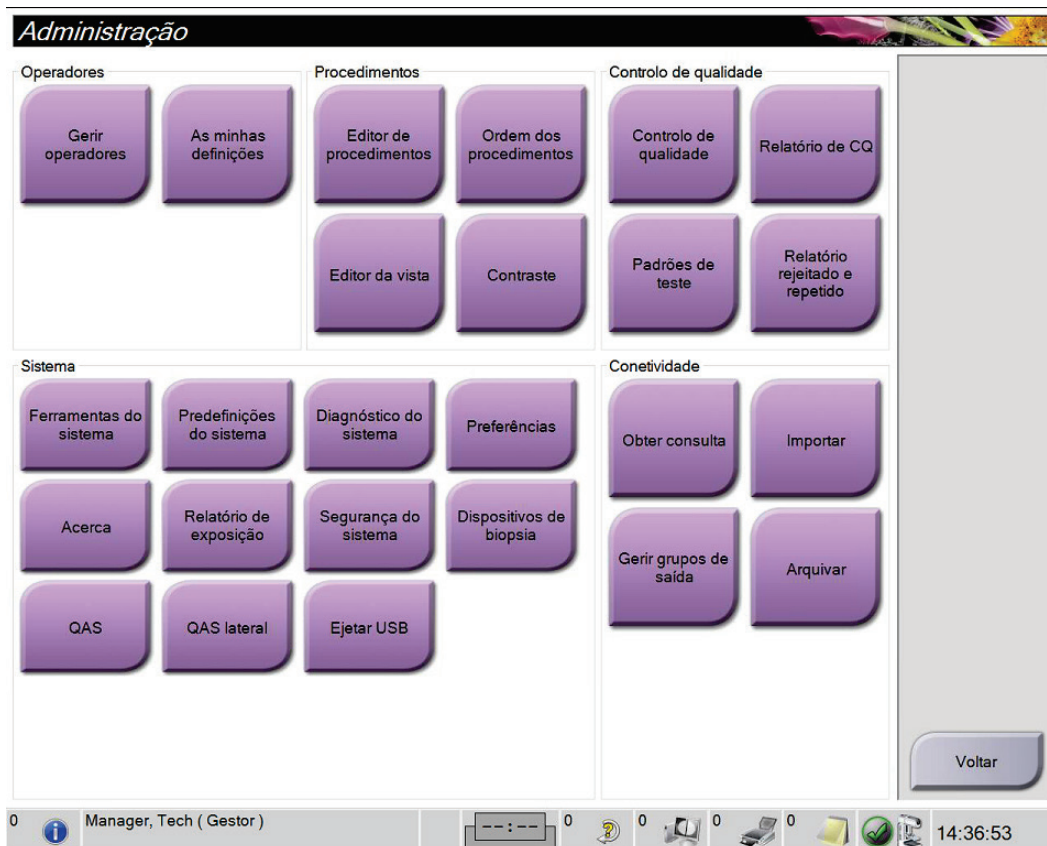 Administração
Operadores
Gerir
operadores
As minhas
definições
Procedimentos
Editor de
procedimentos
Ordem dos
procedimentos
Editor da vista
Contraste
Controlo de qualidade
Controlo de
qualidade
Relatório de CQ
Padrões de
teste
Relatório
rejeitado e
repetido
Sistema
Ferramentas do
sistema
Predefinições
do sistema
Diagnóstico do
sistema
Preferências
Acerca
Relatório de
exposição
Segurança do
sistema
Dispositivos de
biopsia
QAS
QAS lateral
Ejetar USB
Conetividade
Obter consulta
Importar
Gerir grupos de
saída
Arquivar
Voltar
0
Manager, Tech ( Gestor )
--:--
0
0
0
0
14:36:53